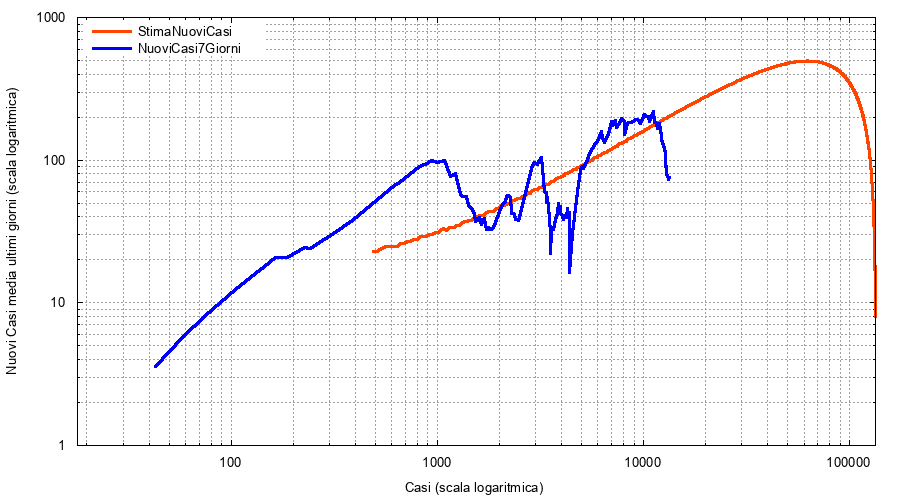 1000
100
10
1
StimaNuoviCasi
NuoviCasi7Giorni
Nuovi Casi media ultimi giorni (scala logaritmica)
100 1000 10000 100000
Casi (scala logaritmica)